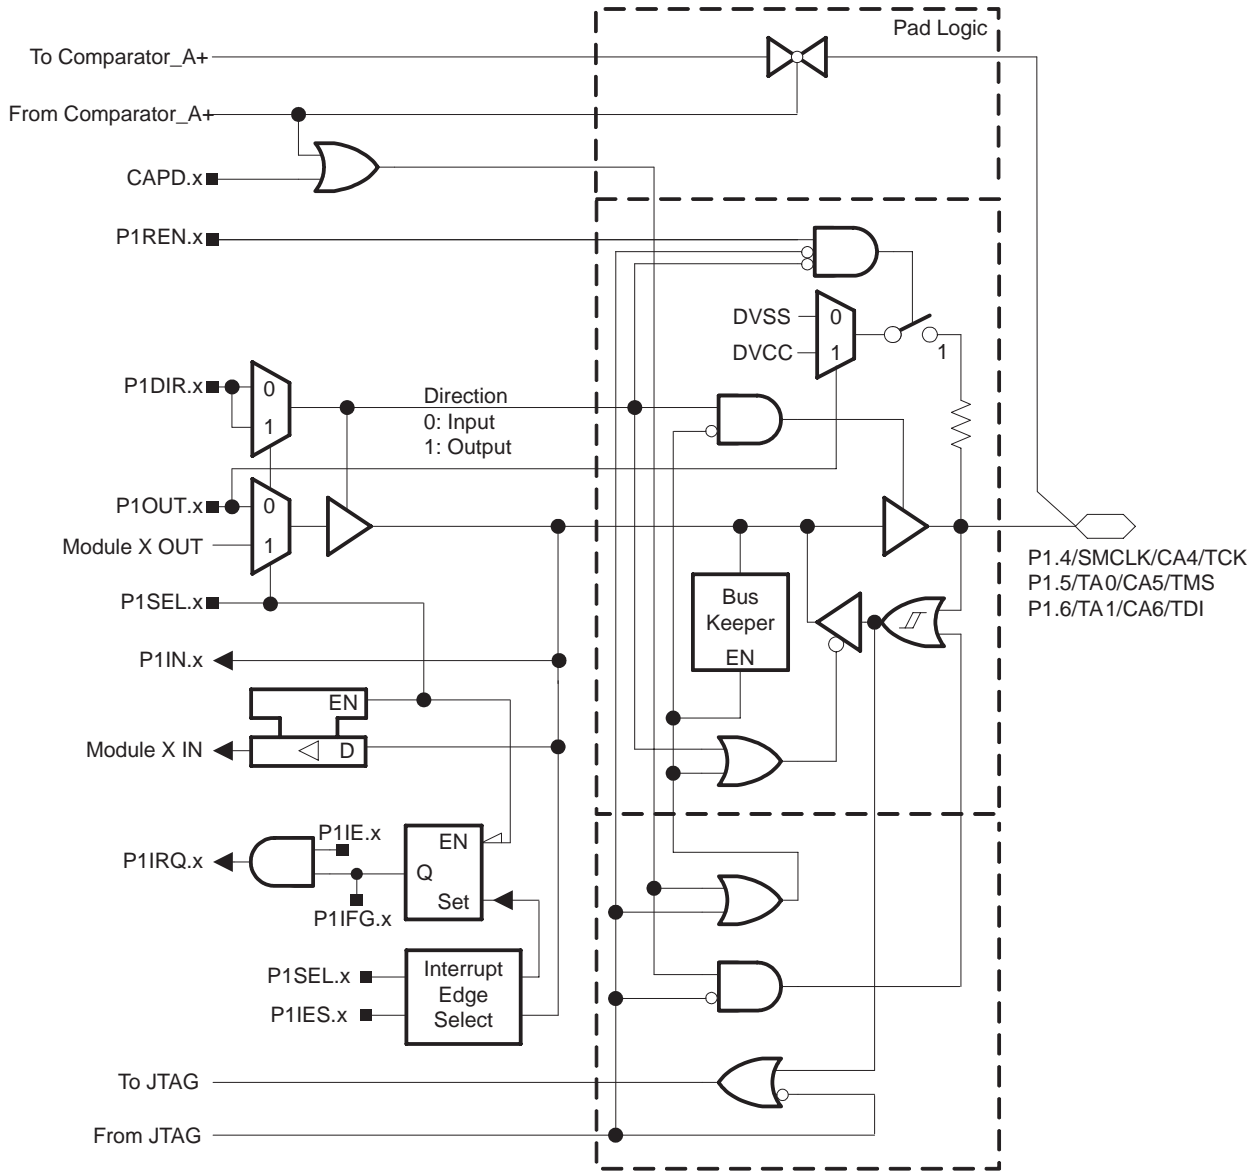 Pad Logic
To Comparator_A+
From Comparator_A+
CAPD.x
P1REN.x
DVSS
0
DVCC
1
1
P1DIR.x
0
1
Direction
0: Input
1: Output
P1OUT.x
0
Module X OUT
1
P1.4/SMCLK/CA4/TCK
P1.5/TA0/CA5/TMS
P1.6/TA1/CA6/TDI
P1SEL.x
Bus
Keeper
EN
P1IN.x
EN
Module X IN
D
P1IE.x
P1IRQ.x
EN
Q
Set
P1IFG.x
P1SEL.x
P1IES.x
Interrupt
Edge
Select
To JTAG
From JTAG